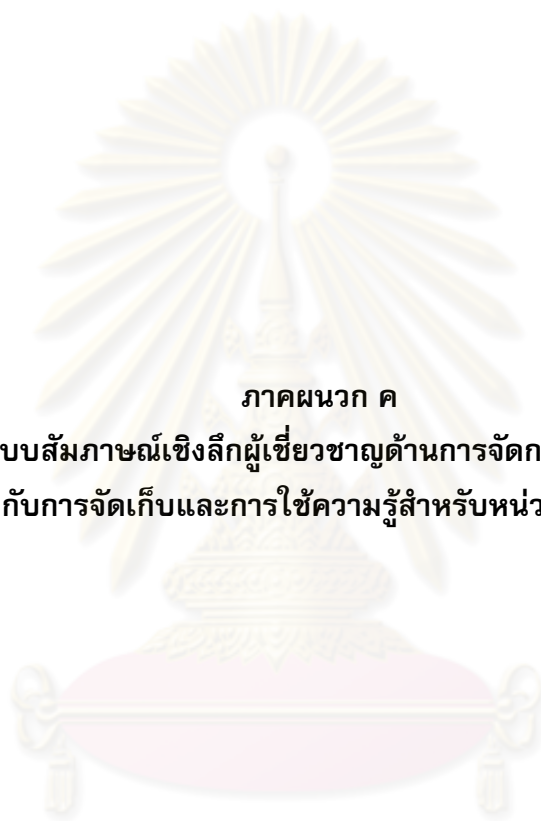 ภาคผนวก ค
บบสัมภาษณ์เชิงลึกผู้เชี่ยวชาญด้านการจัดก
กับการจัดเก็บและการใช้ความรู้สำหรับหน่ว